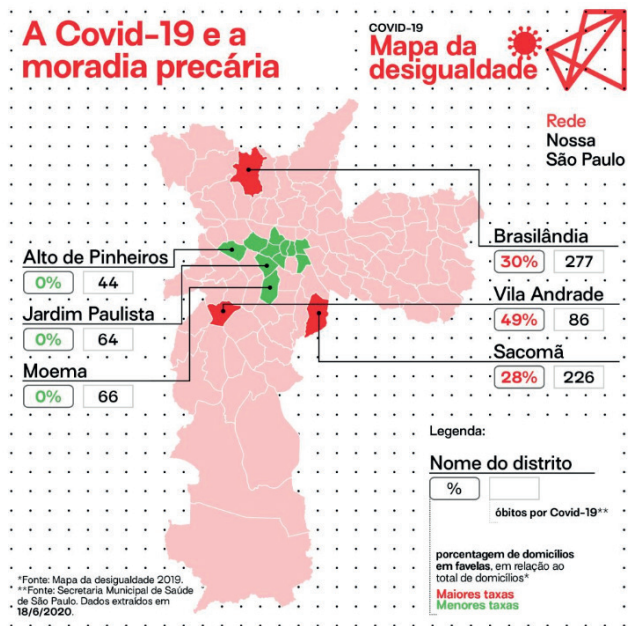 A Covid-19 e a
moradia precária
COVID-19
Mapa da
desigualdade
Rede
Nossa
São Paulo
Alto de Pinheiros
0% 44
Jardim Paulista
0% 64
Moema
0% 66
Brasilândia
30% 277
Vila Andrade
49% 86
Sacomã
28% 226
Legenda:
Nome do distrito
%
óbitos por Covid-19**
porcentagem de domicílios
em favelas, em relação ao
total de domicílios*
Maiores taxas
Menores taxas
*Fonte: Mapa da desigualdade 2019.
**Fonte: Secretaria Municipal de Saúde
de São Paulo. Dados extraídos em
18/6/2020.